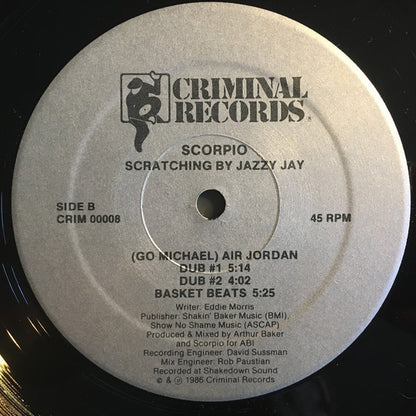 CRIMINAL
RECORDS®
SCORPIO
SCRATCHING BY JAZZY JAY
SIDE B
CRIM 00008
45 RPM
(GO MICHAEL) AIR JORDAN
DUB #1 5:14
DUB #2 4:02
BASKET BEATS 5:25
Writer: Eddie Morris
Publisher: Shakin' Baker Music (BMI),
Show No Shame Music (ASCAP)
Produced & Mixed by Arthur Baker
and Scorpio for ABI
Recording Engineer: David Sussman
Mix Engineer: Rob Paustian
Recorded at Shakedown Sound
© & ℗ 1986 Criminal Records